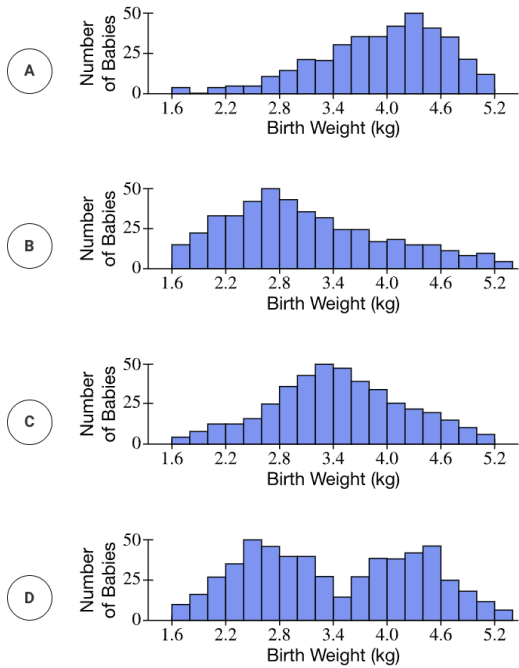 A
Number
of Babies
50
25
0
1.6 2.2 2.8 3.4 4.0 4.6 5.2
Birth Weight (kg)
B
Number
of Babies
50
25
0
1.6 2.2 2.8 3.4 4.0 4.6 5.2
Birth Weight (kg)
C
Number
of Babies
50
25
0
1.6 2.2 2.8 3.4 4.0 4.6 5.2
Birth Weight (kg)
D
Number
of Babies
50
25
0
1.6 2.2 2.8 3.4 4.0 4.6 5.2
Birth Weight (kg)